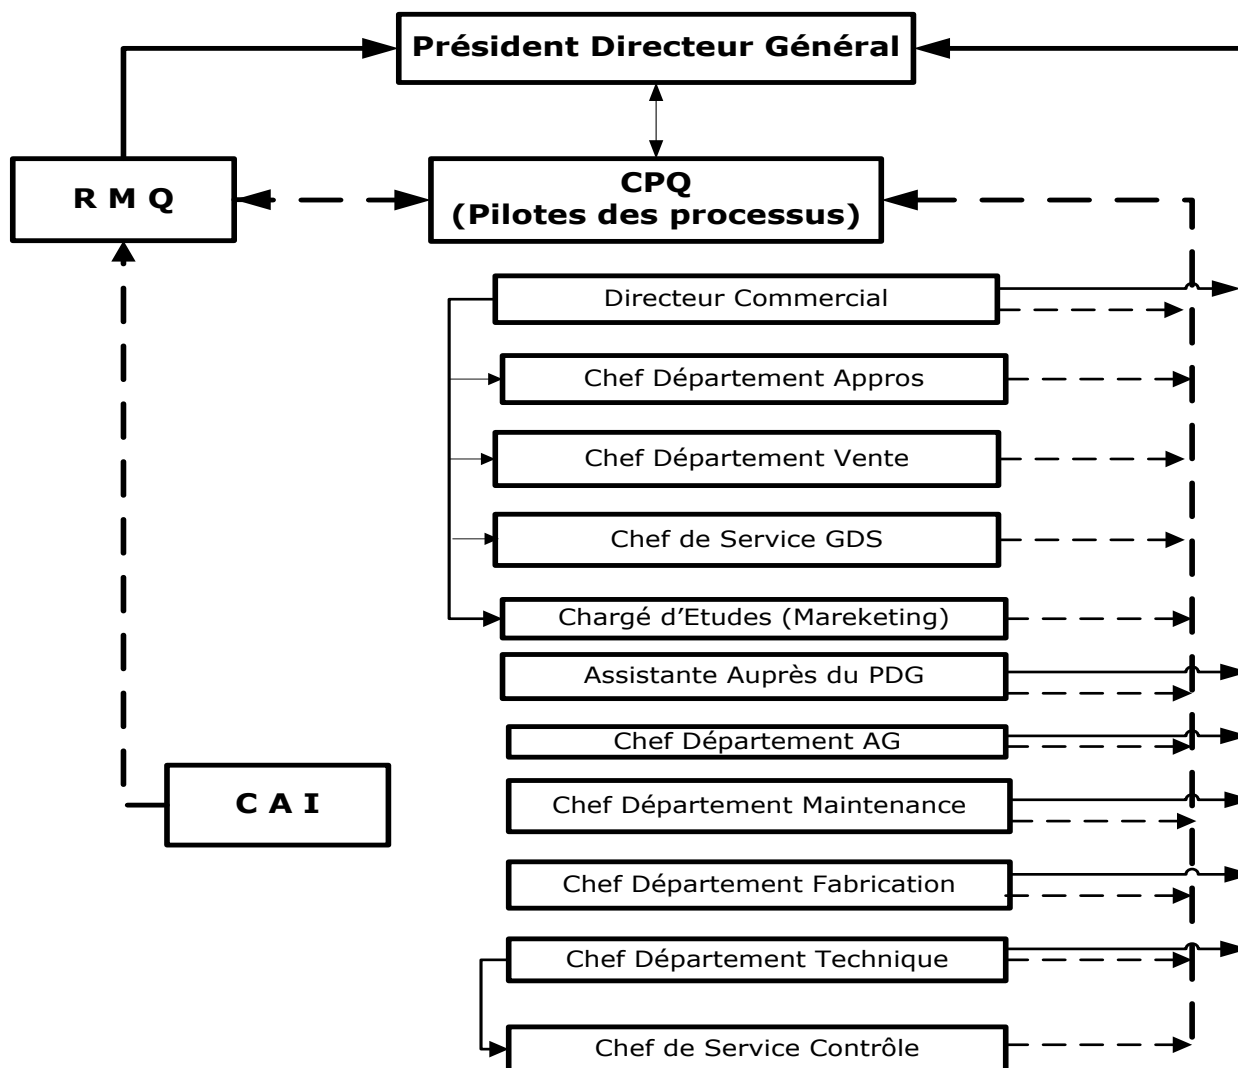 Président Directeur Général
R M Q
CPQ
(Pilotes des processus)
Directeur Commercial
Chef Département Appros
Chef Département Vente
Chef de Service GDS
Chargé d’Etudes (Mareketing)
Assistante Auprès du PDG
Chef Département AG
C A I
Chef Département Maintenance
Chef Département Fabrication
Chef Département Technique
Chef de Service Contrôle